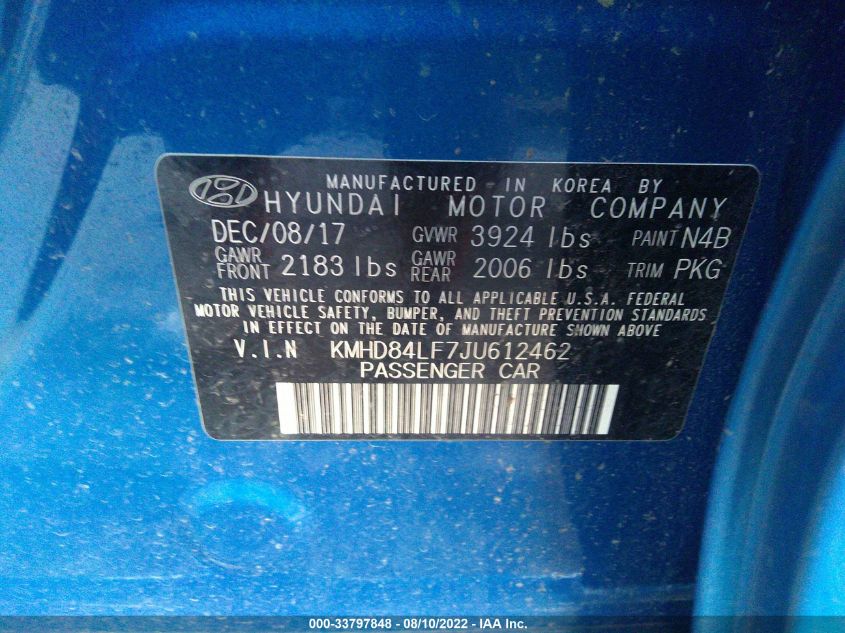 MANUFACTURED IN KOREA BY
HYUNDAI MOTOR COMPANY
DEC/08/17 GVWR 3924 lbs PAINT N4B
GAWR FRONT 2183 lbs GAWR REAR 2006 lbs TRIM PKG
THIS VEHICLE CONFORMS TO ALL APPLICABLE U.S.A. FEDERAL
MOTOR VEHICLE SAFETY, BUMPER, AND THEFT PREVENTION STANDARDS
IN EFFECT ON THE DATE OF MANUFACTURE SHOWN ABOVE.
V.I.N KMHD84LF7JU612462
PASSENGER CAR
000-33797848 - 08/10/2022 - IAA Inc.